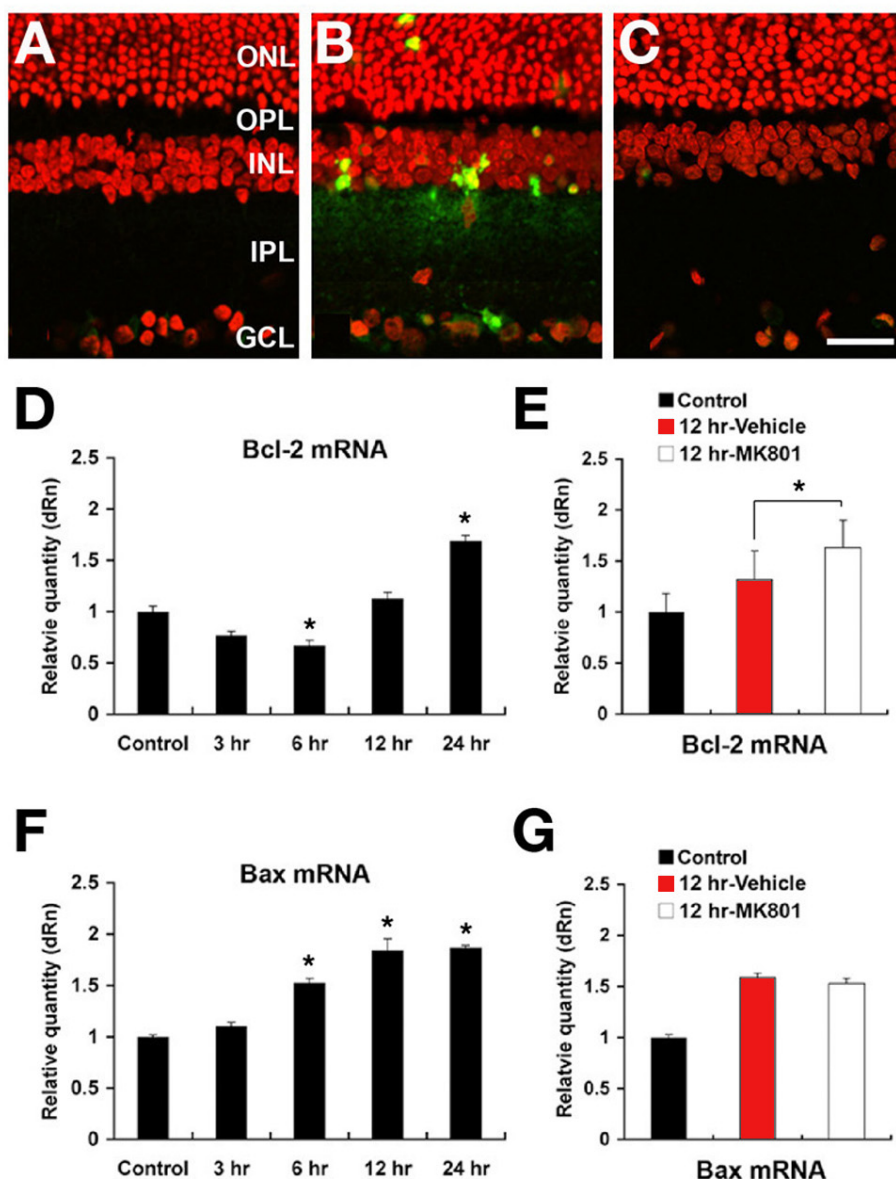 A B C
ONL
OPL
INL
IPL
GCL
D
Bcl-2 mRNA
Relatvie quantity (dRn)
2.5
2
1.5
1
0.5
0
* *
Control 3 hr 6 hr 12 hr 24 hr
E
Control
12 hr-Vehicle
12 hr-MK801
Relatvie quantity (dRn)
2.5
2
1.5
1
0.5
0
*
Bcl-2 mRNA
F
Bax mRNA
Relative quantity (dRn)
2.5
2
1.5
1
0.5
0
* * *
Control 3 hr 6 hr 12 hr 24 hr
G
Control
12 hr-Vehicle
12 hr-MK801
Relatvie quantity (dRn)
2.5
2
1.5
1
0.5
0
Bax mRNA